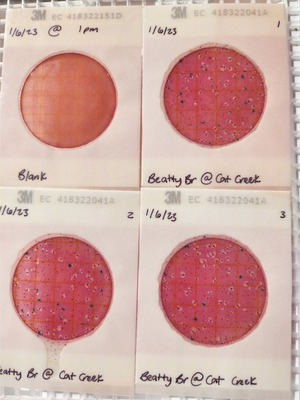 3M EC 418322151D
1/6/23 @ 1pm
Blank
3M EC 418322041A
1/6/23 1
Beatty Br @ Cat Creek
3M EC 418322041A
1/6/23 2
eatty Br @ Cat Creek
3M EC 418322041A
1/6/23 3
Beatty Br @ Cat Creek